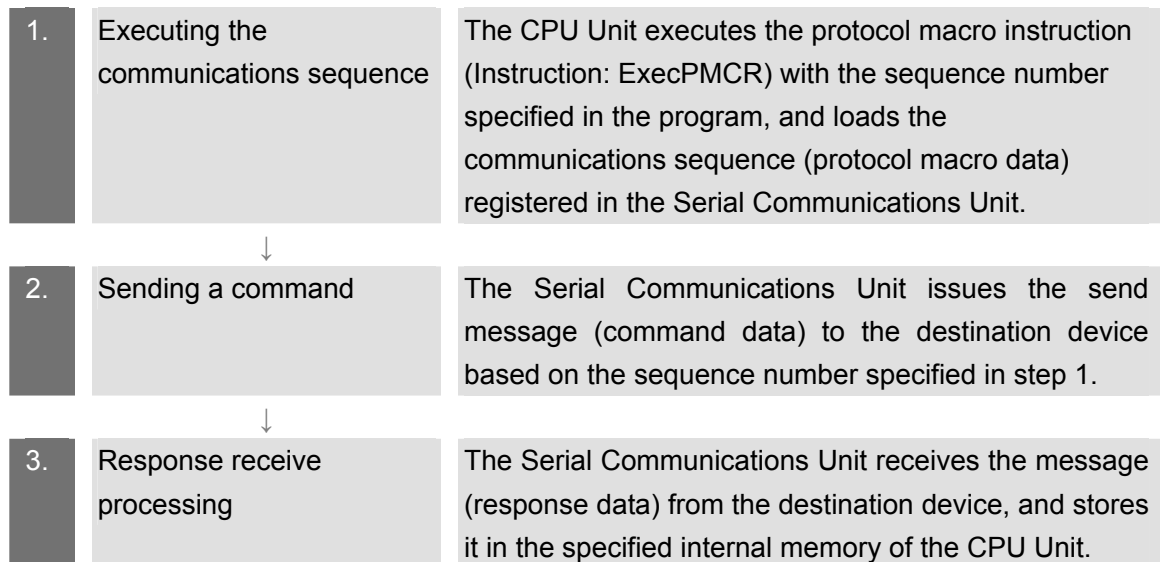 1.
Executing the
communications sequence
The CPU Unit executes the protocol macro instruction
(Instruction: ExecPMCR) with the sequence number
specified in the program, and loads the
communications sequence (protocol macro data)
registered in the Serial Communications Unit.
↓
2.
Sending a command
The Serial Communications Unit issues the send
message (command data) to the destination device
based on the sequence number specified in step 1.
↓
3.
Response receive
processing
The Serial Communications Unit receives the message
(response data) from the destination device, and stores
it in the specified internal memory of the CPU Unit.